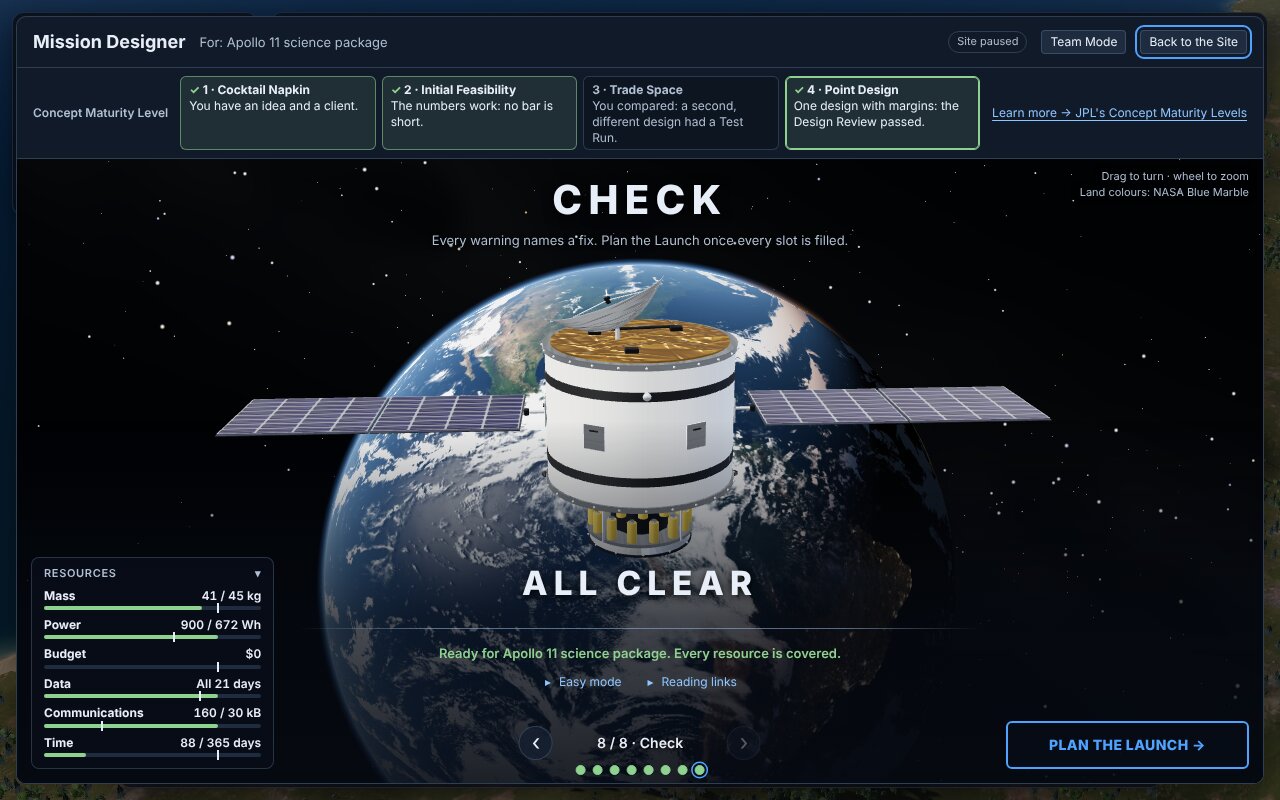 Mission Designer
For: Apollo 11 science package
Site paused
Team Mode
Back to the Site
Concept Maturity Level
✓ 1 · Cocktail Napkin
You have an idea and a client.
✓ 2 · Initial Feasibility
The numbers work: no bar is
short.
3 · Trade Space
You compared: a second,
different design had a Test
Run.
✓ 4 · Point Design
One design with margins: the
Design Review passed.
Learn more → JPL's Concept Maturity Levels
Drag to turn · wheel to zoom
Land colours: NASA Blue Marble
CHECK
Every warning names a fix. Plan the Launch once every slot is filled.
ALL CLEAR
Ready for Apollo 11 science package. Every resource is covered.
▸ Easy mode
▸ Reading links
RESOURCES ▾
Mass 41 / 45 kg
Power 900 / 672 Wh
Budget $0
Data All 21 days
Communications 160 / 30 kB
Time 88 / 365 days
‹ 8 / 8 · Check ›
PLAN THE LAUNCH →